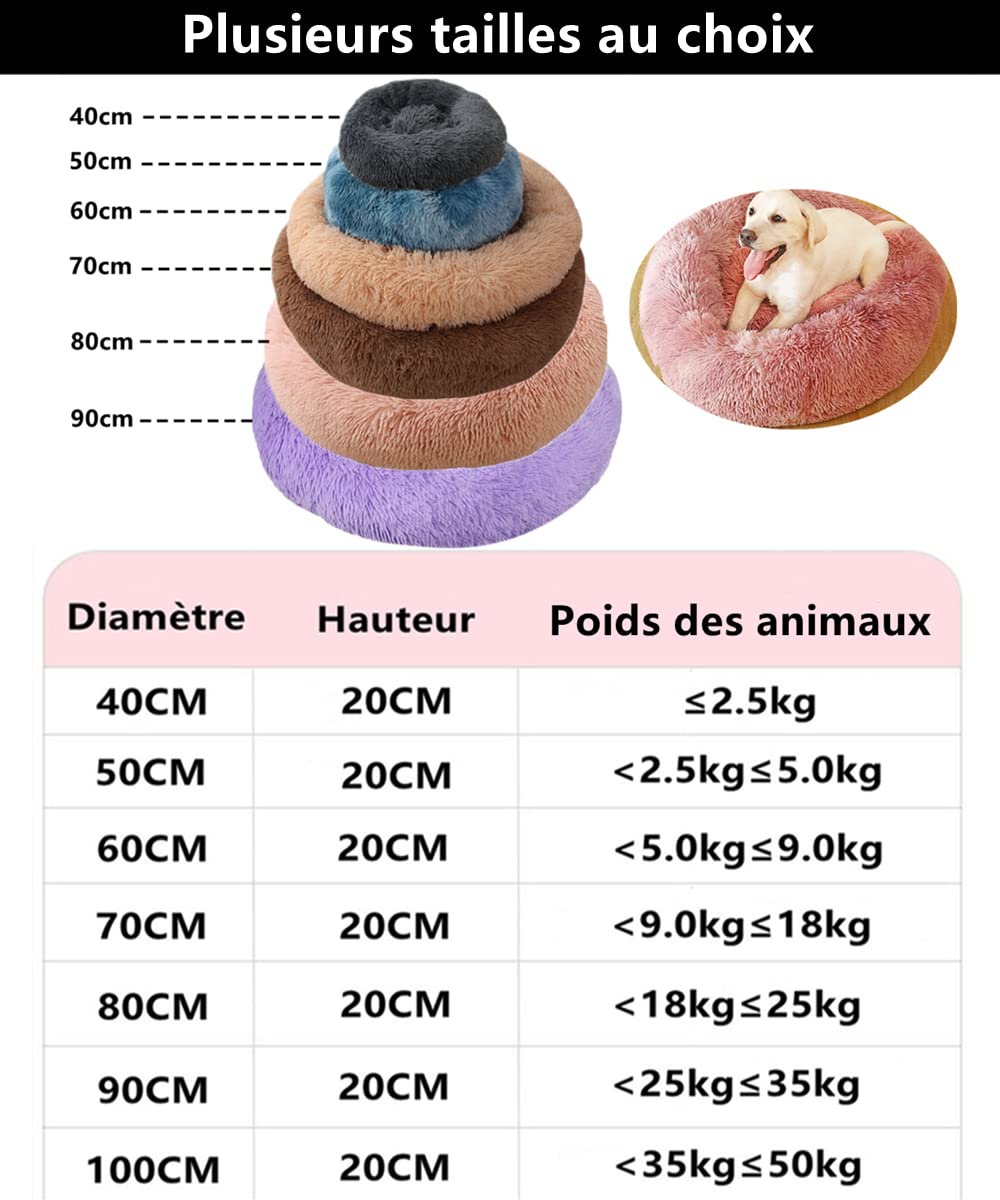 Plusieurs tailles au choix
40cm
50cm
60cm
70cm
80cm
90cm
Diamètre Hauteur Poids des animaux
40CM 20CM ≤2.5kg
50CM 20CM <2.5kg≤5.0kg
60CM 20CM <5.0kg≤9.0kg
70CM 20CM <9.0kg≤18kg
80CM 20CM <18kg≤25kg
90CM 20CM <25kg≤35kg
100CM 20CM <35kg≤50kg